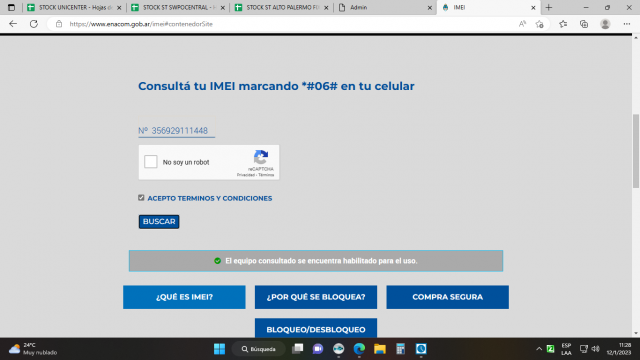 STOCK UNICENTER - Hojas de
STOCK ST SWPOCENTRAL - H
STOCK ST ALTO PALERMO FU
Admin
IMEI
https://www.enacom.gob.ar/imei#contenedorSite
Consultá tu IMEI marcando *#06# en tu celular
Nº 356929111448
No soy un robot
reCAPTCHA
Privacidad - Términos
ACEPTO TERMINOS Y CONDICIONES
BUSCAR
El equipo consultado se encuentra habilitado para el uso.
¿QUÉ ES IMEI?
¿POR QUÉ SE BLOQUEA?
COMPRA SEGURA
BLOQUEO/DESBLOQUEO
24°C
Muy nublado
Búsqueda
ESP
LAA
11:28
12/1/2023